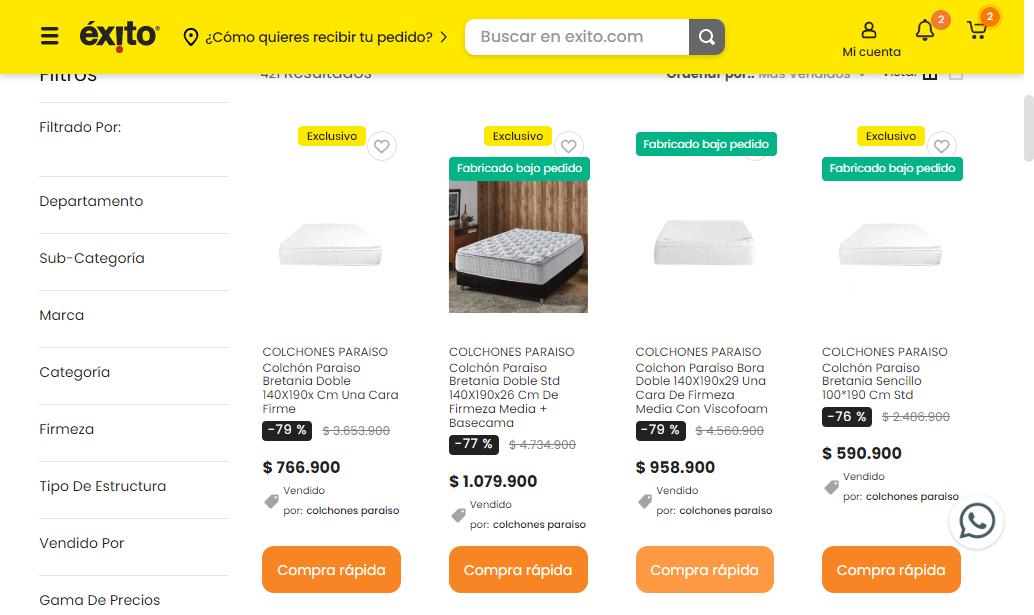 éxito
¿Cómo quieres recibir tu pedido?
Buscar en exito.com
Mi cuenta
2
2
Filtros
421 Resultados
Ordenar por.: Más Vendidos
Vista:
Filtrado Por:
Departamento
Sub-Categoría
Marca
Categoría
Firmeza
Tipo De Estructura
Vendido Por
Gama De Precios
Exclusivo
COLCHONES PARAISO
Colchón Paraiso
Bretania Doble
140X190x Cm Una Cara
Firme
-79 % $ 3.653.900
$ 766.900
Vendido
por: colchones paraiso
Compra rápida
Exclusivo
Fabricado bajo pedido
COLCHONES PARAISO
Colchón Paraiso
Bretania Doble Std
140X190x26 Cm De
Firmeza Media +
Basecama
-77 % $ 4.734.900
$ 1.079.900
Vendido
por: colchones paraiso
Compra rápida
Fabricado bajo pedido
COLCHONES PARAISO
Colchon Paraíso Bora
Doble 140X190x29 Una
Cara De Firmeza
Media Con Viscofoam
-79 % $ 4.560.900
$ 958.900
Vendido
por: colchones paraiso
Compra rápida
Exclusivo
Fabricado bajo pedido
COLCHONES PARAISO
Colchón Paraiso
Bretania Sencillo
100*190 Cm Std
-76 % $ 2.486.900
$ 590.900
Vendido
por: colchones paraiso
Compra rápida